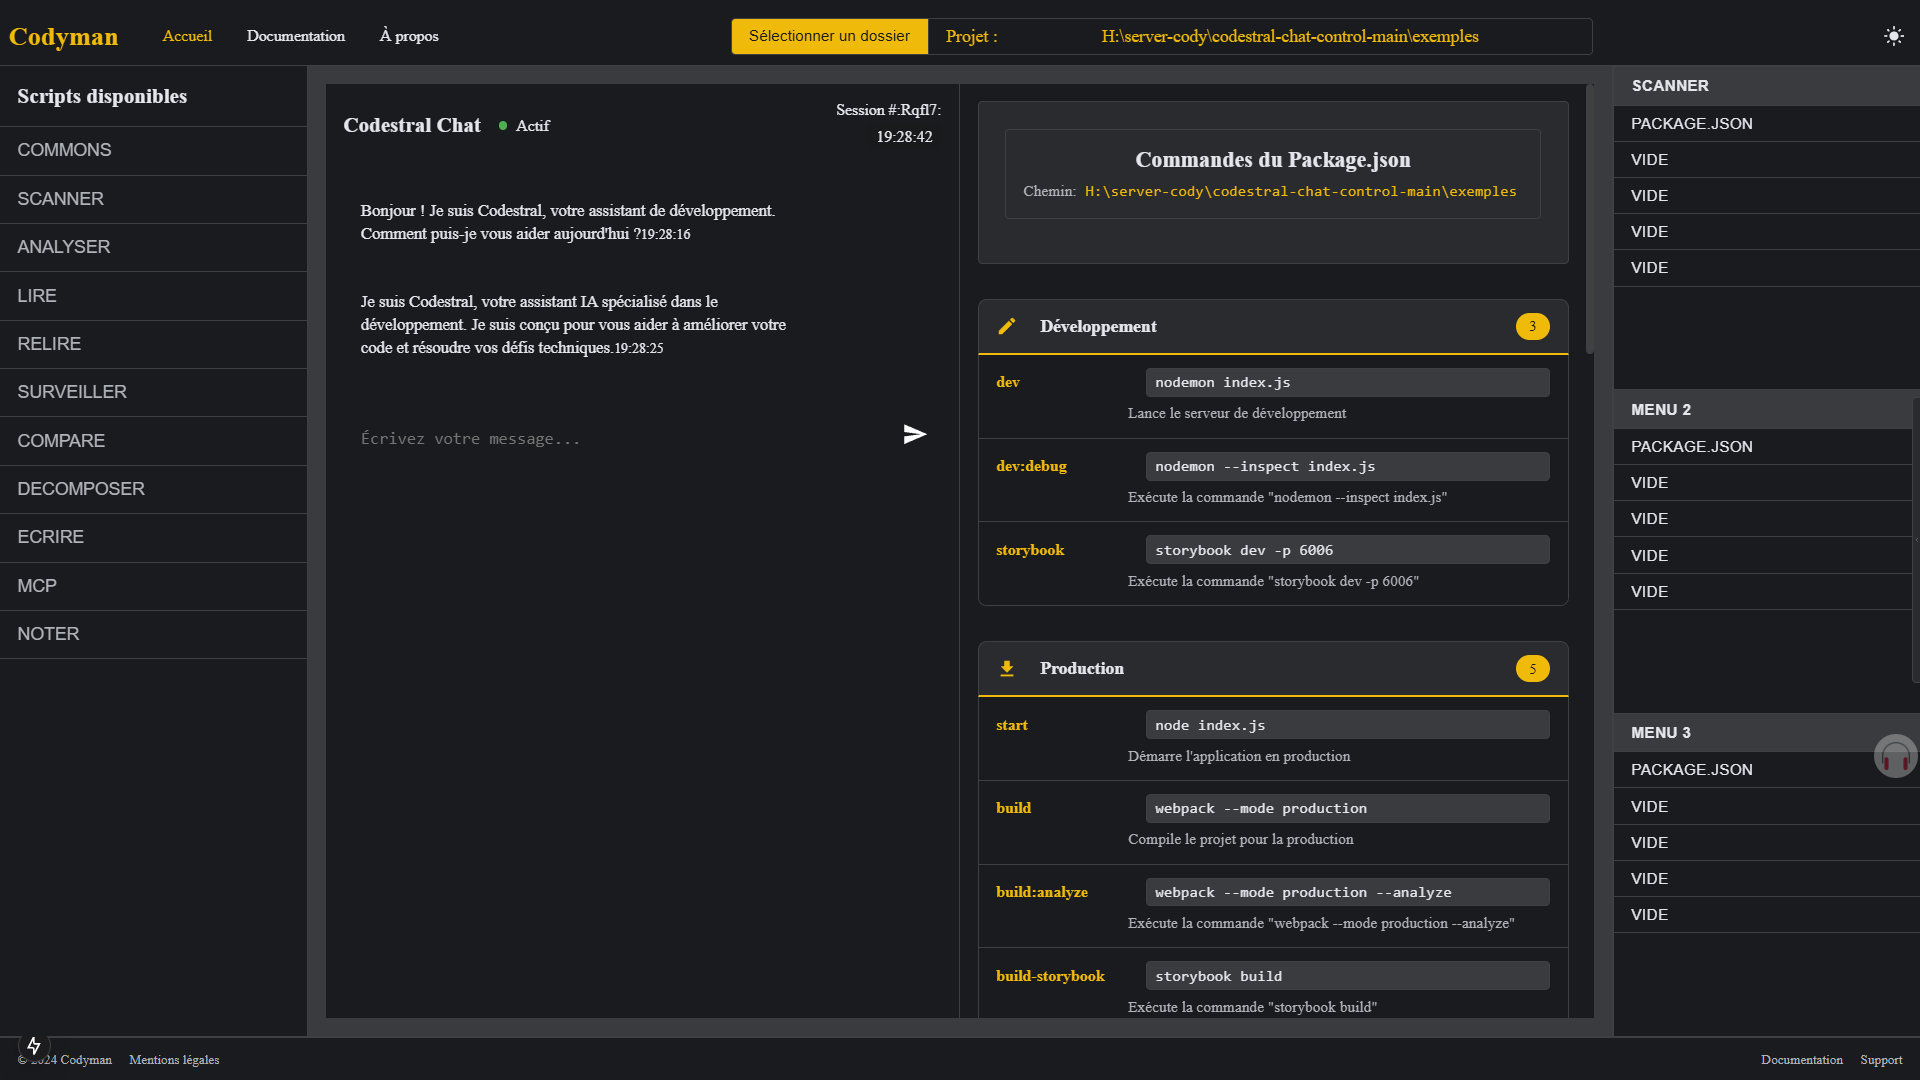 Codyman
Accueil
Documentation
À propos
Sélectionner un dossier
Projet :
H:\server-cody\codestral-chat-control-main\exemples
Scripts disponibles
COMMONS
SCANNER
ANALYSER
LIRE
RELIRE
SURVEILLER
COMPARE
DECOMPOSER
ECRIRE
MCP
NOTER
Codestral Chat
Actif
Session #:Rqfl7:
19:28:42
Bonjour ! Je suis Codestral, votre assistant de développement.
Comment puis-je vous aider aujourd'hui ?19:28:16
Je suis Codestral, votre assistant IA spécialisé dans le
développement. Je suis conçu pour vous aider à améliorer votre
code et résoudre vos défis techniques.19:28:25
Écrivez votre message...
Commandes du Package.json
Chemin: H:\server-cody\codestral-chat-control-main\exemples
Développement
3
dev
nodemon index.js
Lance le serveur de développement
dev:debug
nodemon --inspect index.js
Exécute la commande "nodemon --inspect index.js"
storybook
storybook dev -p 6006
Exécute la commande "storybook dev -p 6006"
Production
5
start
node index.js
Démarre l'application en production
build
webpack --mode production
Compile le projet pour la production
build:analyze
webpack --mode production --analyze
Exécute la commande "webpack --mode production --analyze"
build-storybook
storybook build
Exécute la commande "storybook build"
SCANNER
PACKAGE.JSON
VIDE
VIDE
VIDE
VIDE
MENU 2
PACKAGE.JSON
VIDE
VIDE
VIDE
VIDE
MENU 3
PACKAGE.JSON
VIDE
VIDE
VIDE
VIDE
© 2024 Codyman
Mentions légales
Documentation
Support